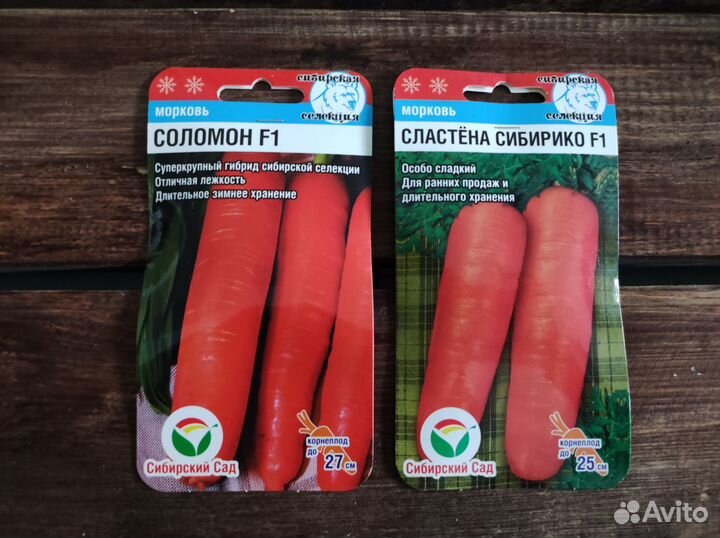 сибирская
селекция
морковь
СОЛОМОН F1
Суперкрупный гибрид сибирской селекции
Отличная лежкость
Длительное зимнее хранение
Сибирский Сад
корнеплод
до 27 см
сибирская
селекция
морковь
СЛАСТЁНА СИБИРИКО F1
Особо сладкий
Для ранних продаж и
длительного хранения
Сибирский Сад
корнеплод
до 25 см
Avito